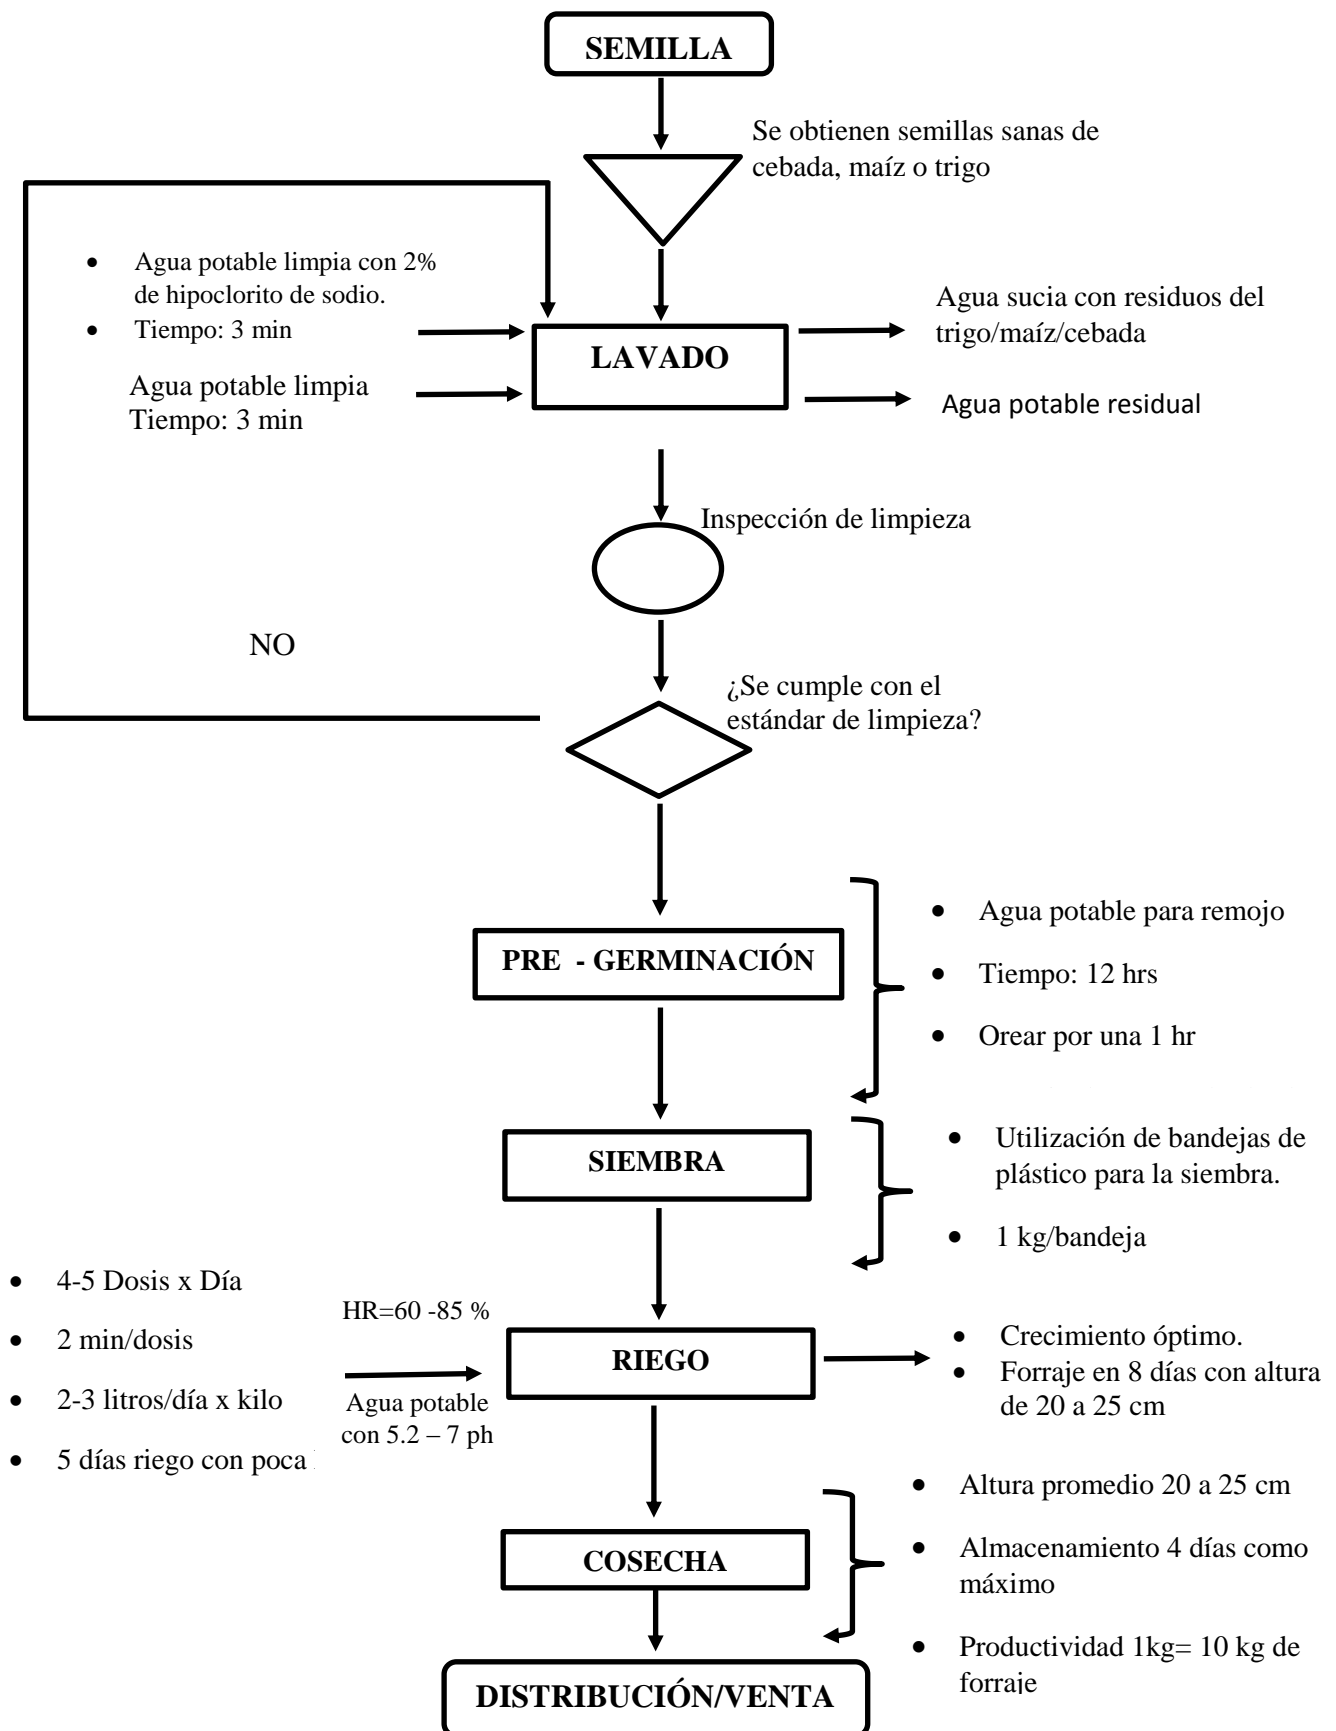 SEMILLA
Se obtienen semillas sanas de
cebada, maíz o trigo
• Agua potable limpia con 2%
de hipoclorito de sodio.
• Tiempo: 3 min
Agua potable limpia
Tiempo: 3 min
LAVADO
Agua sucia con residuos del
trigo/maíz/cebada
Agua potable residual
Inspección de limpieza
NO
¿Se cumple con el
estándar de limpieza?
PRE - GERMINACIÓN
• Agua potable para remojo
• Tiempo: 12 hrs
• Orear por una 1 hr
SIEMBRA
• Utilización de bandejas de
plástico para la siembra.
• 1 kg/bandeja
• 4-5 Dosis x Día
• 2 min/dosis
• 2-3 litros/día x kilo
• 5 días riego con poca
HR=60 -85 %
Agua potable
con 5.2 – 7 ph
RIEGO
• Crecimiento óptimo.
• Forraje en 8 días con altura
de 20 a 25 cm
COSECHA
• Altura promedio 20 a 25 cm
• Almacenamiento 4 días como
máximo
• Productividad 1kg= 10 kg de
forraje
DISTRIBUCIÓN/VENTA